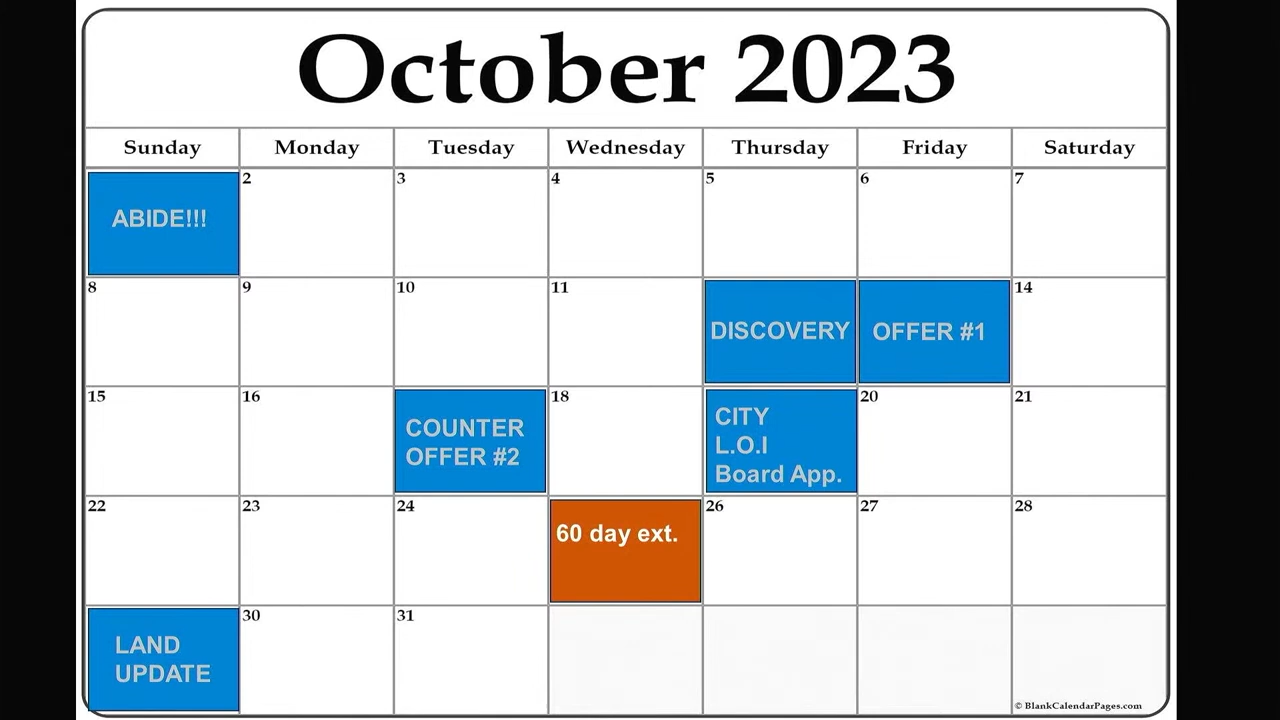 October 2023
Sunday Monday Tuesday Wednesday Thursday Friday Saturday
ABIDE!!! 2 3 4 5 6 7
8 9 10 11 DISCOVERY OFFER #1 14
15 16 COUNTER OFFER #2 18 CITY L.O.I Board App. 20 21
22 23 24 60 day ext. 26 27 28
LAND UPDATE 30 31
© BlankCalendarPages.com